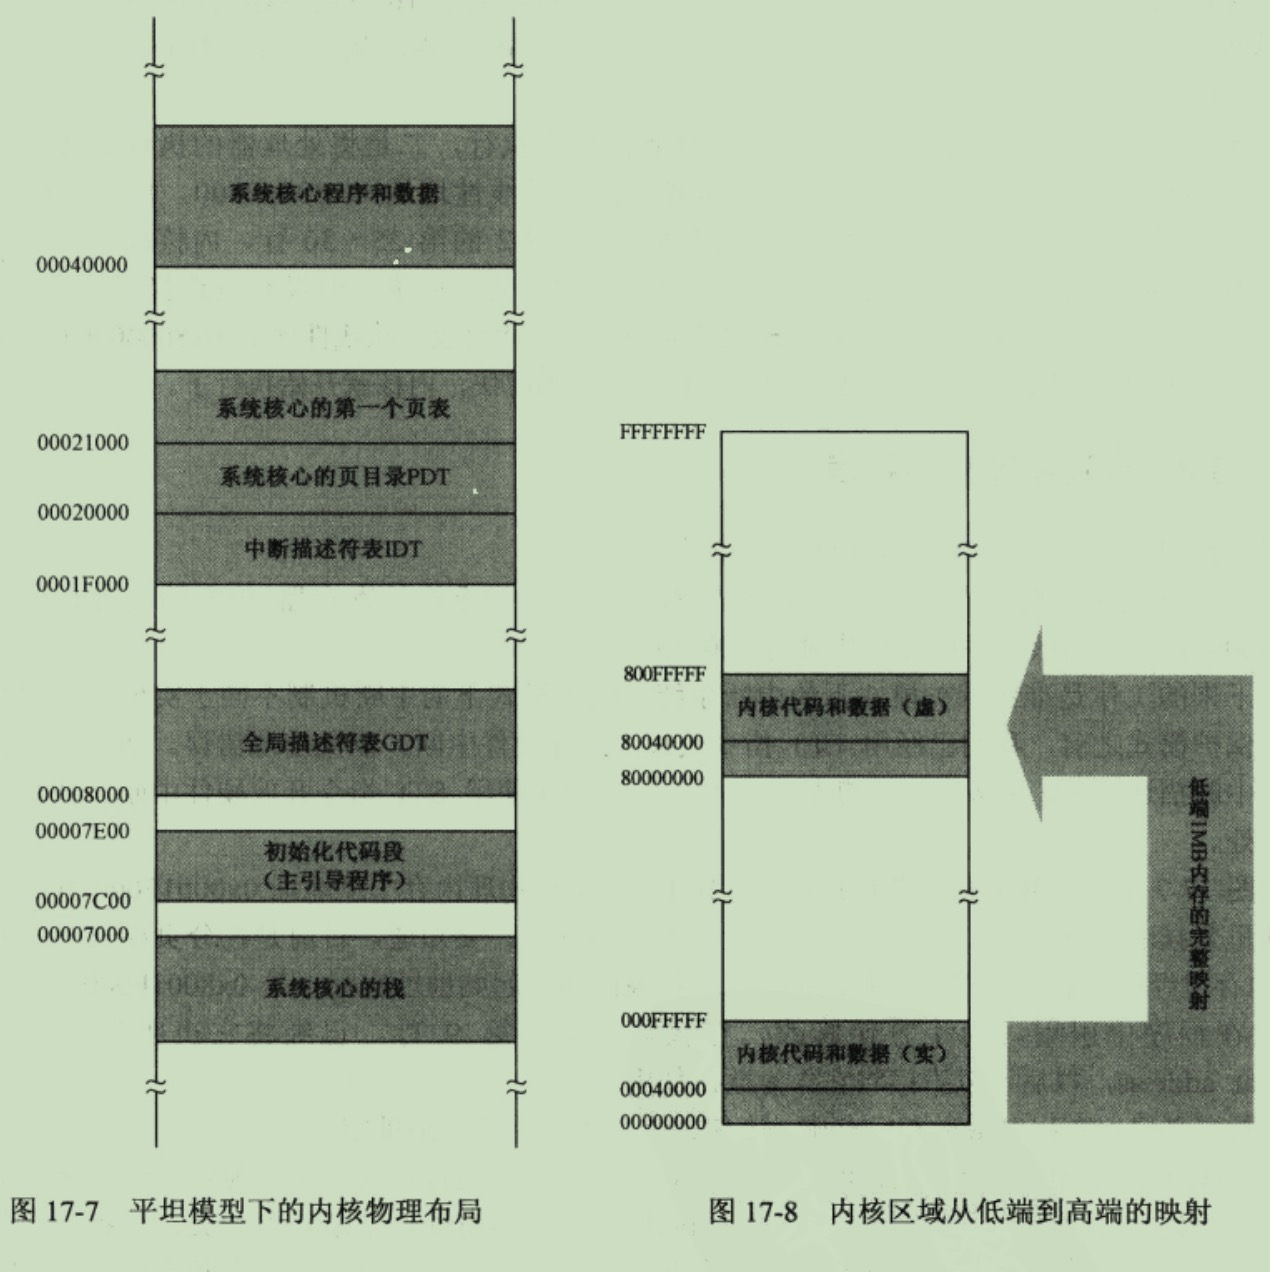 系统核心程序和数据
00040000
系统核心的第一个页表
00021000
系统核心的页目录PDT
00020000
中断描述符表IDT
0001F000
全局描述符表GDT
00008000
00007E00
初始化代码段
（主引导程序）
00007C00
00007000
系统核心的栈
图 17-7 平坦模型下的内核物理布局
FFFFFFFF
800FFFFF
内核代码和数据（虚）
80040000
80000000
低端1MB内存的完整映射
000FFFFF
内核代码和数据（实）
00040000
00000000
图 17-8 内核区域从低端到高端的映射